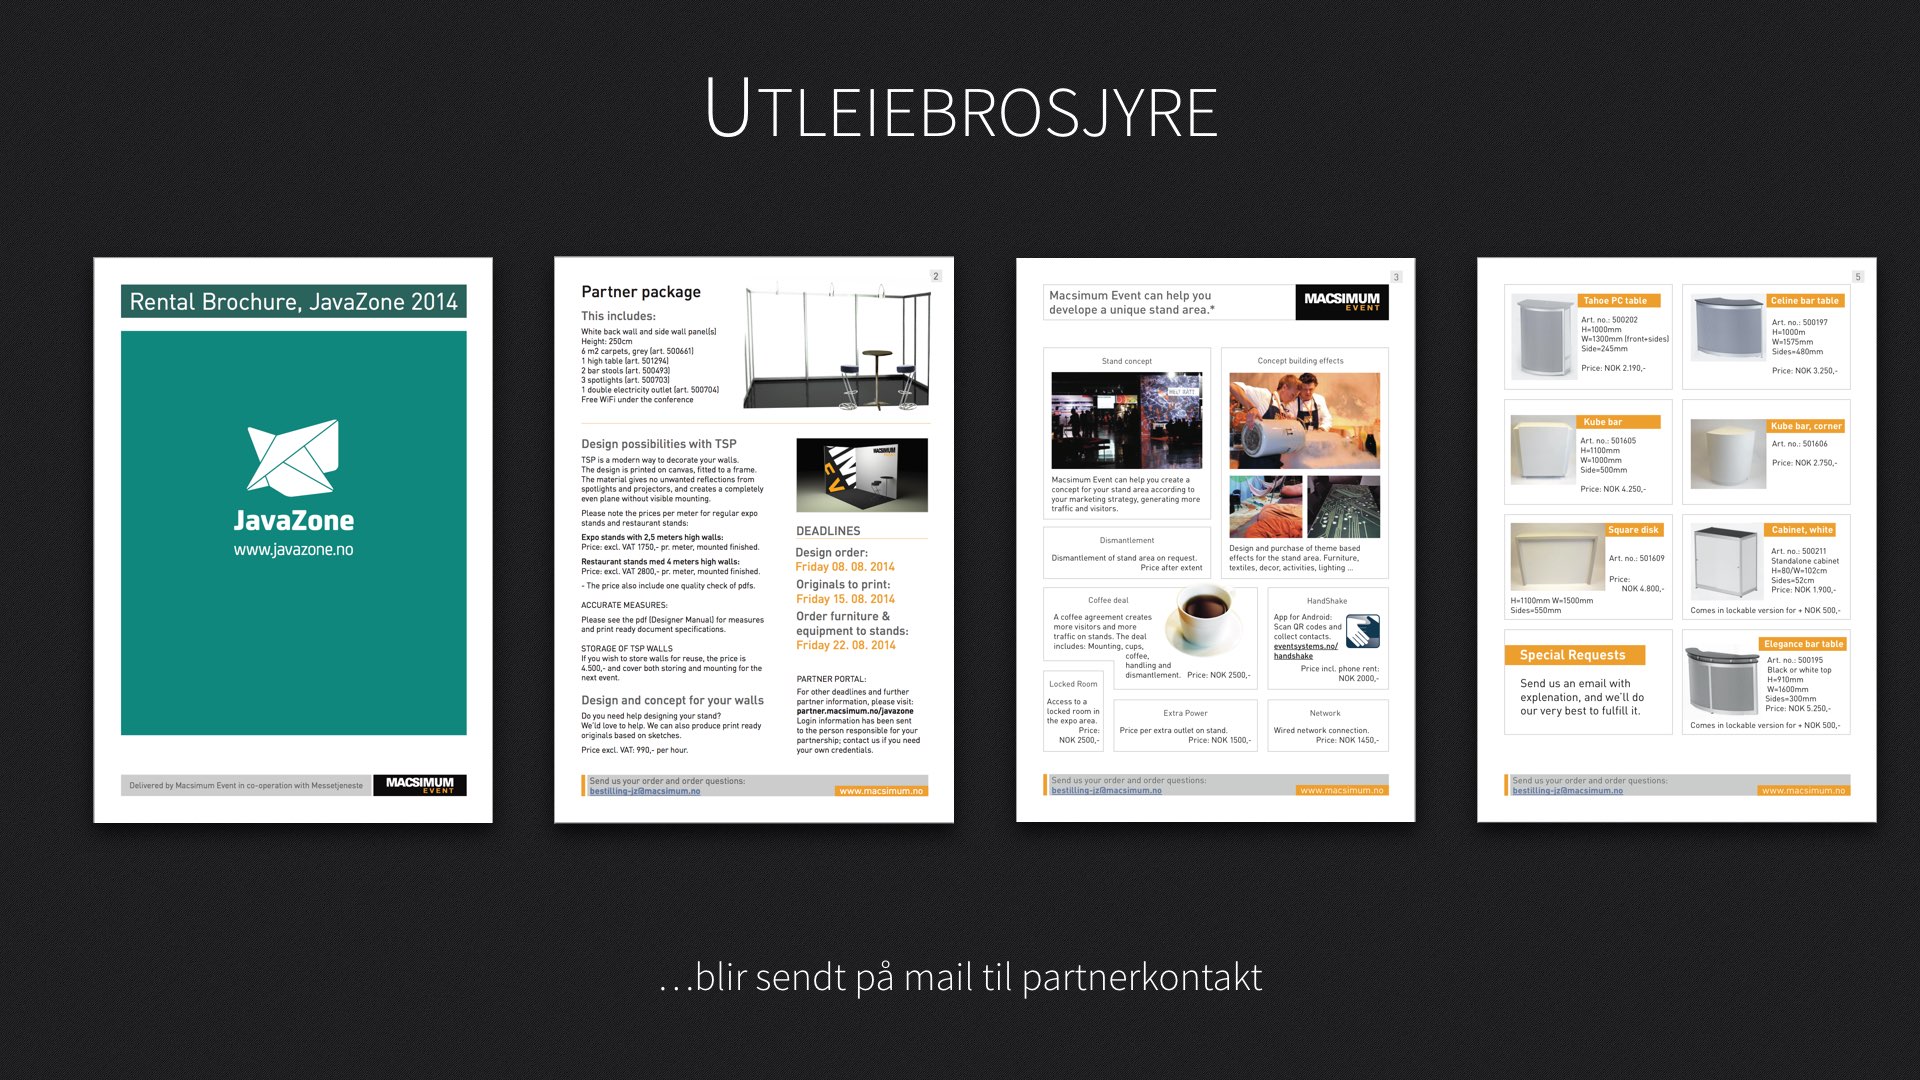 UTLEIEBROSJYRE
Rental Brochure, JavaZone 2014
JavaZone
www.javazone.no
Delivered by Macsimum Event in co-operation with Messetjeneste
MACSIMUM
EVENT
2
Partner package
This includes:
White back wall and side wall panel(s)
Height: 250cm
6 m2 carpets, grey (art. 500661)
1 high table (art. 501294)
2 bar stools (art. 500493)
3 spotlights (art. 500703)
1 double electricity outlet (art. 500704)
Free WiFi under the conference
Design possibilities with TSP
TSP is a modern way to decorate your walls.
The design is printed on canvas, fitted to a frame.
The material gives no unwanted reflections from
spotlights and projectors, and creates a completely
even plane without visible mounting.
Please note the prices per meter for regular expo
stands and restaurant stands:
Expo stands with 2,5 meters high walls:
Price: excl. VAT 1750,- pr. meter, mounted finished.
Restaurant stands med 4 meters high walls:
Price: excl. VAT 2800,- pr. meter, mounted finished.
- The price also include one quality check of pdfs.
ACCURATE MEASURES:
Please see the pdf (Designer Manual) for measures
and print ready document specifications.
STORAGE OF TSP WALLS
If you wish to store walls for reuse, the price is
4.500,- and cover both storing and mounting for the
next event.
Design and concept for your walls
Do you need help designing your stand?
We'd love to help. We can also produce print ready
originals based on sketches.
Price excl. VAT: 990,- per hour.
MACSIMUM
DEADLINES
Design order:
Friday 08. 08. 2014
Originals to print:
Friday 15. 08. 2014
Order furniture &
equipment to stands:
Friday 22. 08. 2014
PARTNER PORTAL:
For other deadlines and further
partner information, please visit:
partner.macsimum.no/javazone
Login information has been sent
to the person responsible for your
partnership; contact us if you need
your own credentials.
Send us your order and order questions:
bestilling-jz@macsimum.no
www.macsimum.no
3
Macsimum Event can help you
develope a unique stand area.*
MACSIMUM
EVENT
Stand concept
Macsimum Event can help you create a
concept for your stand area according to
your marketing strategy, generating more
traffic and visitors.
Concept building effects
Design and purchase of theme based
effects for the stand area. Furniture,
textiles, decor, activities, lighting ...
Dismantlement
Dismantlement of stand area on request.
Price after extent
Coffee deal
A coffee agreement creates
more visitors and more
traffic on stands. The deal
includes: Mounting, cups,
coffee,
handling and
dismantlement. Price: NOK 2500,-
HandShake
App for Android:
Scan QR codes and
collect contacts.
eventsystems.no/
handshake
Price incl. phone rent:
NOK 2000,-
Locked Room
Access to a
locked room in
the expo area.
Price:
NOK 2500,-
Extra Power
Price per extra outlet on stand.
Price: NOK 1500,-
Network
Wired network connection.
Price: NOK 1450,-
Send us your order and order questions:
bestilling-jz@macsimum.no
www.macsimum.no
5
Tahoe PC table
Art. no.: 500202
H=1000mm
W=1300mm (front+sides)
Side=245mm
Price: NOK 2.190,-
Celine bar table
Art. no.: 500197
H=1000m
W=1575mm
Sides=480mm
Price: NOK 3.250,-
Kube bar
Art. no.: 501605
H=1100mm
W=1000mm
Side=500mm
Price: NOK 4.250,-
Kube bar, corner
Art. no.: 501606
Price: NOK 2.750,-
Square disk
Art. no.: 501609
Price:
NOK 4.800,-
H=1100mm W=1500mm
Sides=550mm
Cabinet, white
Art. no.: 500211
Standalone cabinet
H=80/W=102cm
Sides=52cm
Price: NOK 1.900,-
Comes in lockable version for + NOK 500,-
Special Requests
Send us an email with
explenation, and we'll do
our very best to fulfill it.
Elegance bar table
Art. no.: 500195
Black or white top
H=910mm
W=1600mm
Sides=300mm
Price: NOK 5.250,-
Comes in lockable version for + NOK 500,-
Send us your order and order questions:
bestilling-jz@macsimum.no
www.macsimum.no
...blir sendt på mail til partnerkontakt